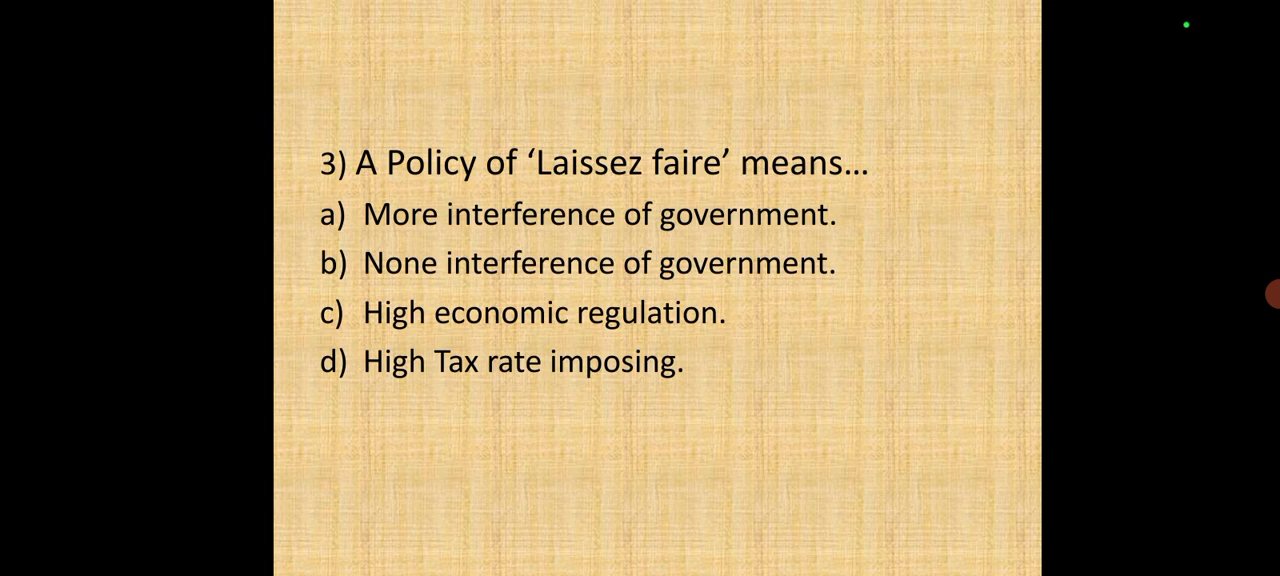 3) A Policy of ‘Laissez faire’ means…
a) More interference of government.
b) None interference of government.
c) High economic regulation.
d) High Tax rate imposing.